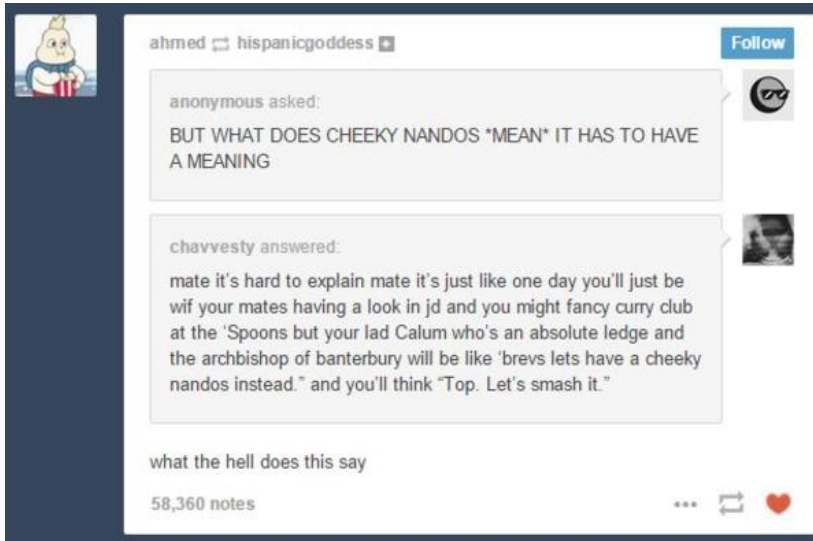 ahmed hispanicgoddess
Follow
anonymous asked:
BUT WHAT DOES CHEEKY NANDOS *MEAN* IT HAS TO HAVE
A MEANING
chavvesty answered:
mate it's hard to explain mate it's just like one day you'll just be
wif your mates having a look in jd and you might fancy curry club
at the 'Spoons but your lad Calum who's an absolute ledge and
the archbishop of banterbury will be like 'brevs lets have a cheeky
nandos instead." and you'll think "Top. Let's smash it."
what the hell does this say
58,360 notes